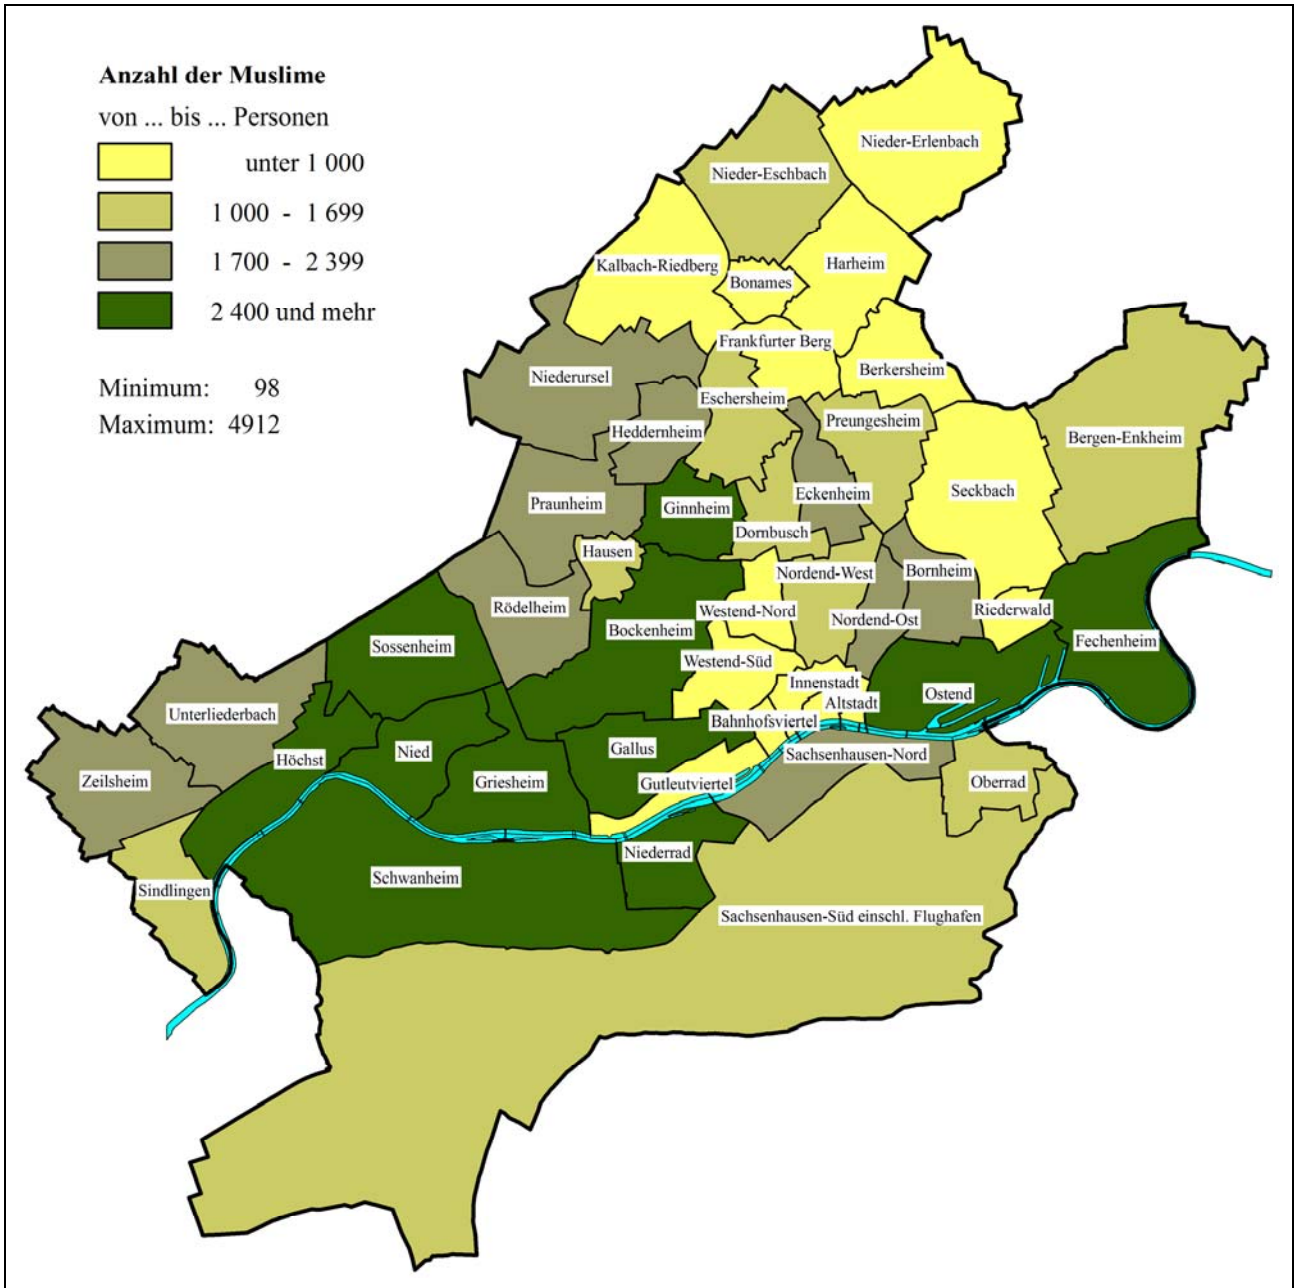 Anzahl der Muslime
von ... bis ... Personen
unter 1 000
1 000 - 1 699
1 700 - 2 399
2 400 und mehr
Minimum: 98
Maximum: 4912
Nieder-Erlenbach
Nieder-Eschbach
Kalbach-Riedberg
Harheim
Bonames
Frankfurter Berg
Berkersheim
Niederursel
Eschersheim
Preungesheim
Heddernheim
Bergen-Enkheim
Seckbach
Eckenheim
Praunheim
Ginnheim
Dornbusch
Hausen
Nordend-West
Bornheim
Rödelheim
Westend-Nord
Riederwald
Nordend-Ost
Bockenheim
Fechenheim
Sossenheim
Westend-Süd
Innenstadt
Ostend
Altstadt
Unterliederbach
Bahnhofsviertel
Gallus
Nied
Höchst
Sachsenhausen-Nord
Zeilsheim
Griesheim
Gutleutviertel
Oberrad
Niederrad
Schwanheim
Sindlingen
Sachsenhausen-Süd einschl. Flughafen